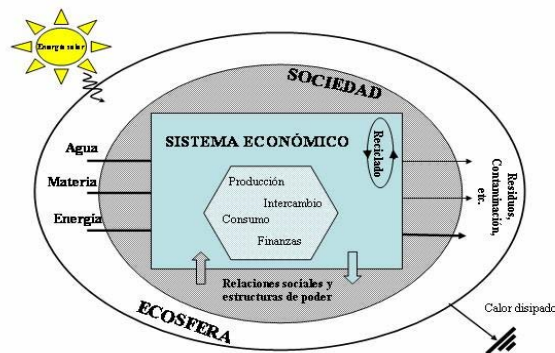 Energía solar
SOCIEDAD
SISTEMA ECONÓMICO
Reciclado
Agua
Materia
Energía
Producción
Intercambio
Consumo
Finanzas
Residuos,
Contaminación,
etc.
Relaciones sociales y
estructuras de poder
ECOSFERA
Calor disipado